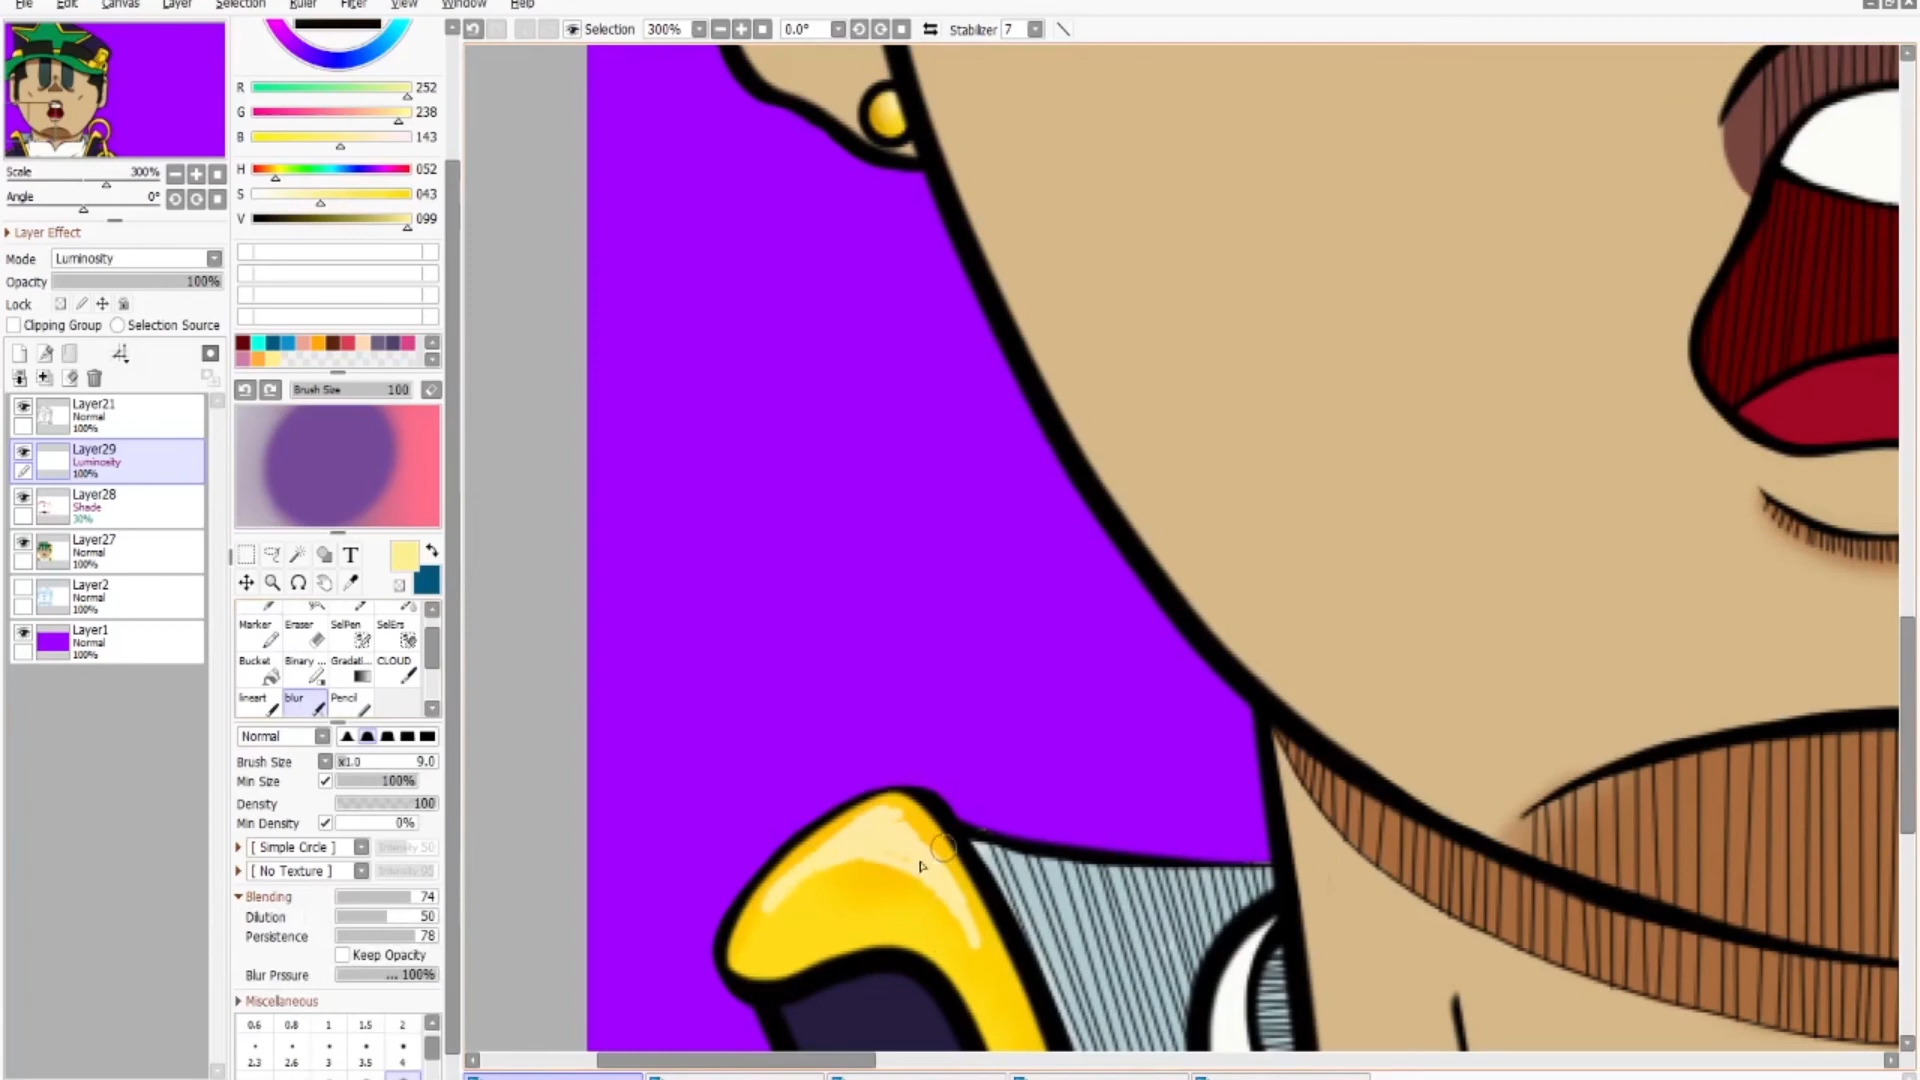 File Edit Canvas Layer Selection Ruler Filter View Window Help
Selection 300% 0.0° Stabilizer 7
R 252
G 238
B 143
H 052
S 043
V 099
Scale 300%
Angle 0°
Layer Effect
Mode Luminosity
Opacity 100%
Lock
Clipping Group Selection Source
Layer21
Normal
100%
Layer29
Luminosity
100%
Layer28
Shade
30%
Layer27
Normal
100%
Layer2
Normal
100%
Layer1
Normal
100%
Brush Size 100
T
Marker Eraser SelPen SelErs
Bucket Binary ... Gradati... CLOUD
lineart blur Pencil
Normal
Brush Size x1.0 9.0
Min Size 100%
Density 100
Min Density 0%
[ Simple Circle ] Intensity 50
[ No Texture ] Intensity 95
Blending 74
Dilution 50
Persistence 78
Keep Opacity
Blur Prssure ... 100%
Miscellaneous
0.6 0.8 1 1.5 2
2.3 2.6 3 3.5 4